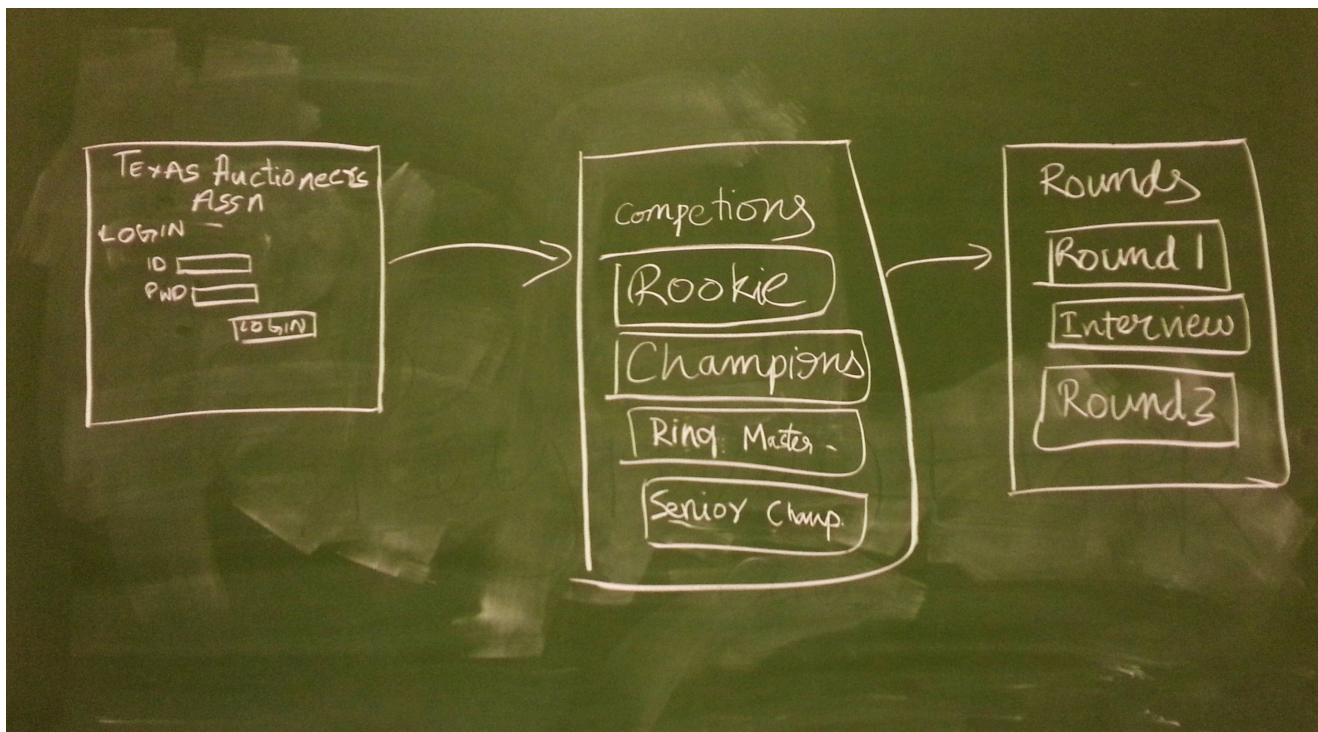 TEXAS Auctioneers
Assn
LOGIN
ID
PWD
LOGIN
Competions
Rookie
Champions
Ring Master
Senior Champ.
Rounds
Round 1
Interview
Round 3